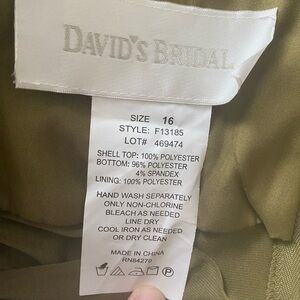 DAVID'S BRIDAL
SIZE 16
STYLE: F13185
LOT# 469474
SHELL TOP: 100% POLYESTER
BOTTOM: 96% POLYESTER
4% SPANDEX
LINING: 100% POLYESTER
HAND WASH SEPARATELY
ONLY NON-CHLORINE
BLEACH AS NEEDED
LINE DRY
COOL IRON AS NEEDED
OR DRY CLEAN
MADE IN CHINA
RN84270